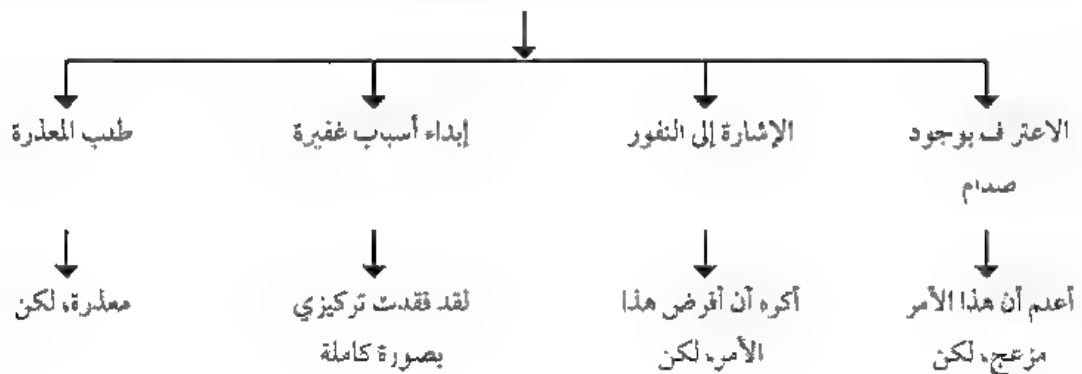 الاعتراف بوجود
صدام
الإشارة إلى النفور
إبداء أسباب غفيرة
طلب المعذرة
أعلم أن هذا الأمر
مزعج، لكن
أكره أن أفرض هذا
الأمر، لكن
لقد فقدت تركيزي
بصورة كاملة
معذرة، لكن